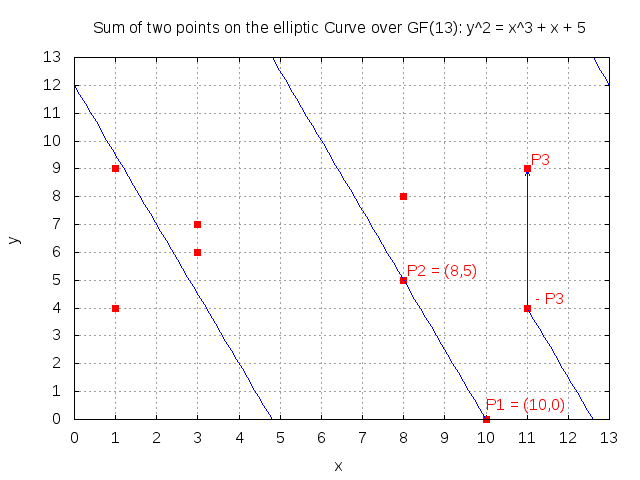 Sum of two points on the elliptic Curve over GF(13): y^2 = x^3 + x + 5
13
12
11
10
9
8
7
6
5
4
3
2
1
0
y
P3
P2 = (8,5)
- P3
P1 = (10,0)
0 1 2 3 4 5 6 7 8 9 10 11 12 13
x